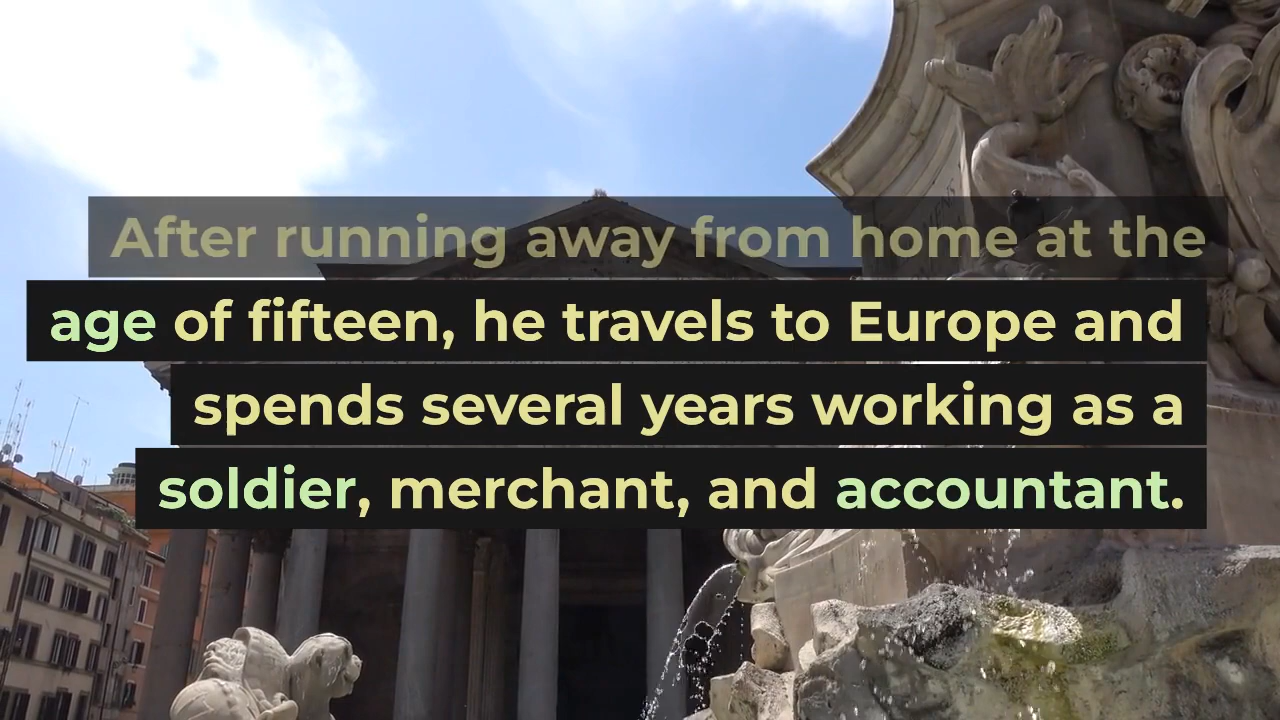 After running away from home at the
age of fifteen, he travels to Europe and
spends several years working as a
soldier, merchant, and accountant.